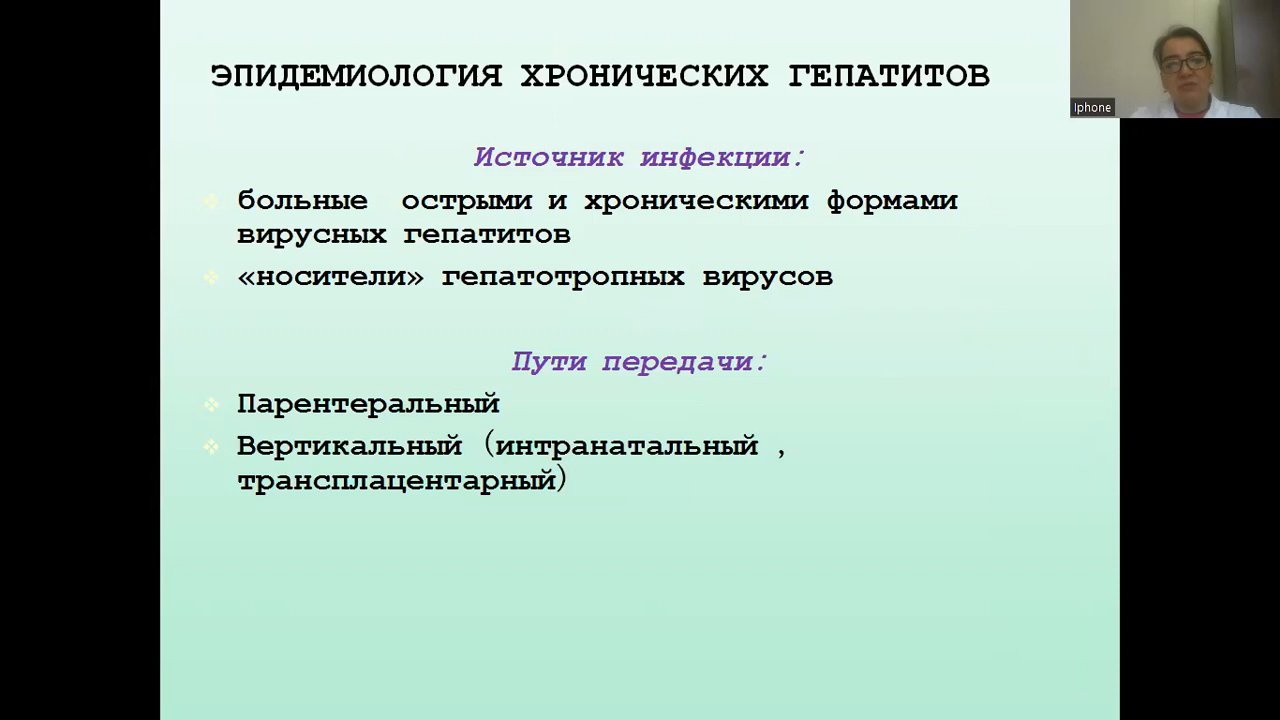 ЭПИДЕМИОЛОГИЯ ХРОНИЧЕСКИХ ГЕПАТИТОВ
Iphone
Источник инфекции:
больные острыми и хроническими формами
вирусных гепатитов
«носители» гепатотропных вирусов
Пути передачи:
Парентеральный
Вертикальный (интранатальный ,
трансплацентарный)